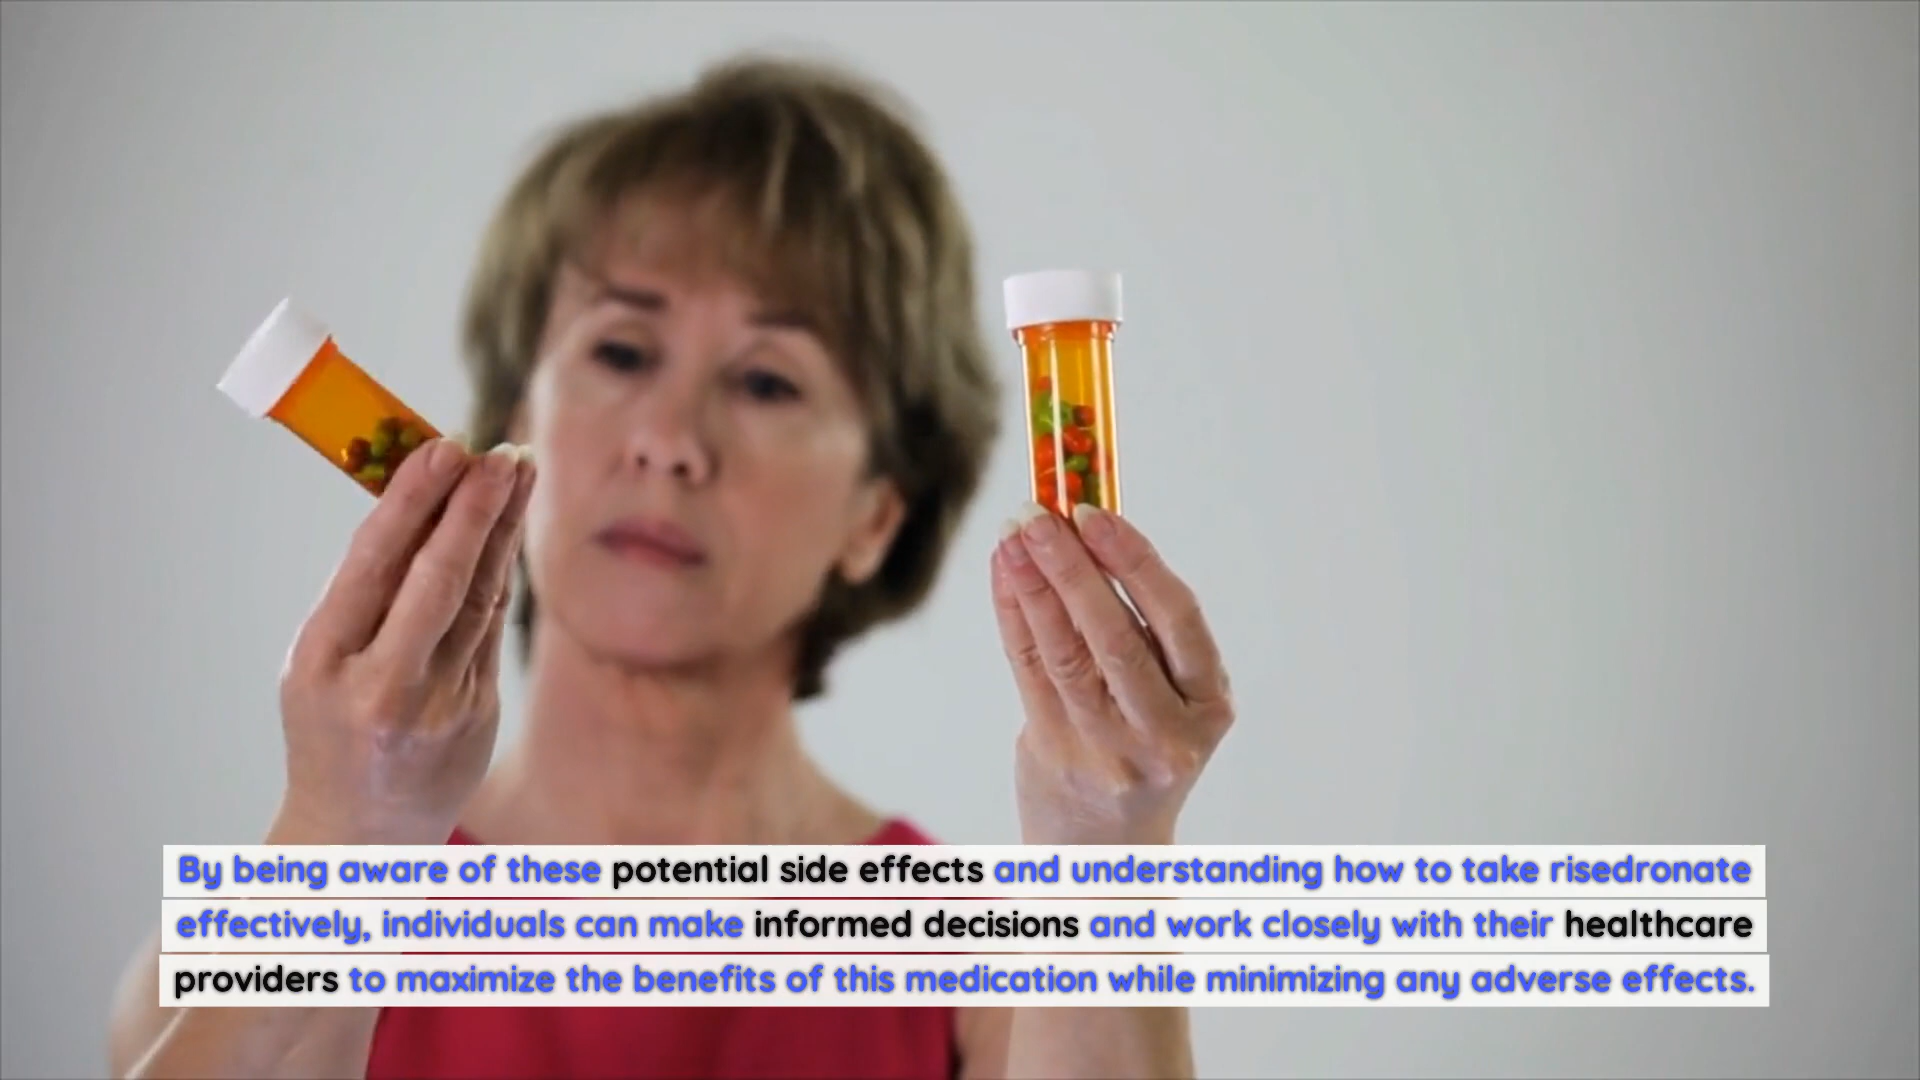 By being aware of these potential side effects and understanding how to take risedronate
effectively, individuals can make informed decisions and work closely with their healthcare
providers to maximize the benefits of this medication while minimizing any adverse effects.